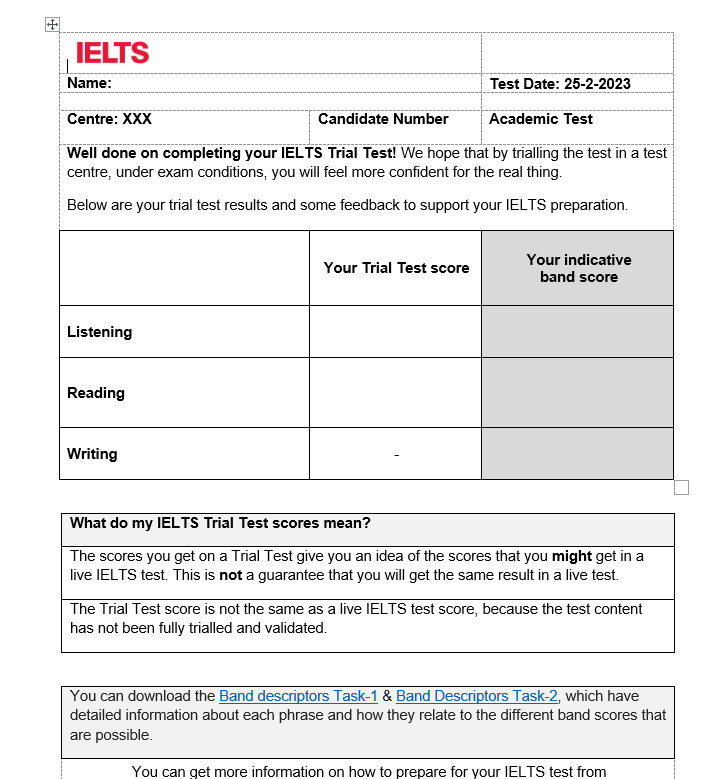 IELTS
Name:
Test Date: 25-2-2023
Centre: XXX
Candidate Number
Academic Test
Well done on completing your IELTS Trial Test! We hope that by trialling the test in a test
centre, under exam conditions, you will feel more confident for the real thing.
Below are your trial test results and some feedback to support your IELTS preparation.
Your Trial Test score
Your indicative
band score
Listening
Reading
Writing
-
What do my IELTS Trial Test scores mean?
The scores you get on a Trial Test give you an idea of the scores that you might get in a
live IELTS test. This is not a guarantee that you will get the same result in a live test.
The Trial Test score is not the same as a live IELTS test score, because the test content
has not been fully trialled and validated.
You can download the Band descriptors Task-1 & Band Descriptors Task-2, which have
detailed information about each phrase and how they relate to the different band scores that
are possible.
You can get more information on how to prepare for your IELTS test from